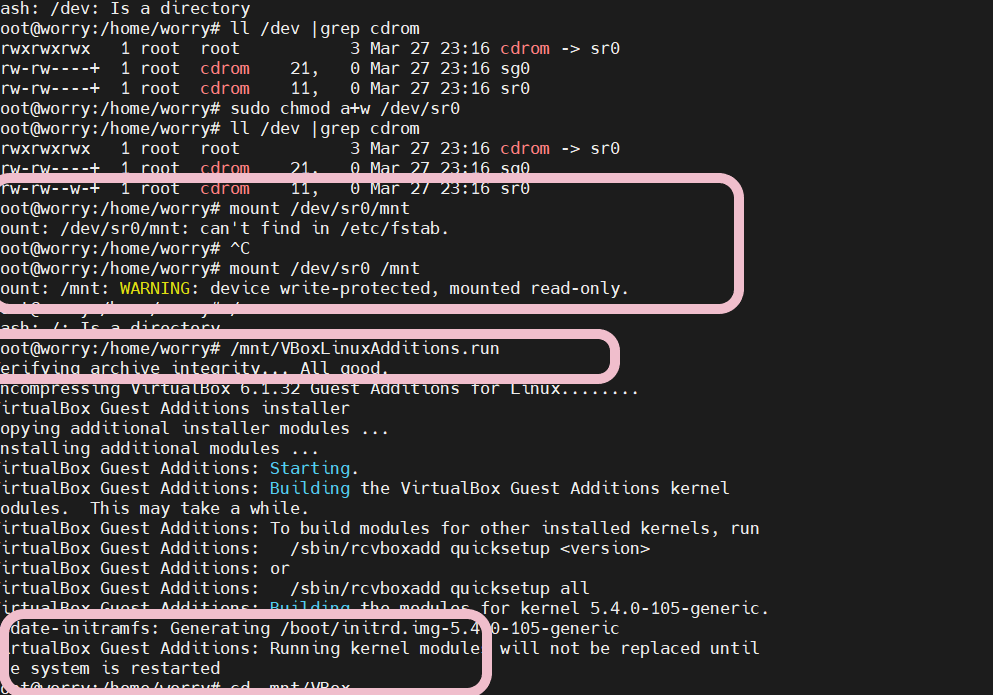 ash: /dev: Is a directory
oot@worry:/home/worry# ll /dev |grep cdrom
rwxrwxrwx   1 root  root           3 Mar 27 23:16 cdrom -> sr0
rw-rw----+  1 root  cdrom    21,   0 Mar 27 23:16 sg0
rw-rw----+  1 root  cdrom    11,   0 Mar 27 23:16 sr0
oot@worry:/home/worry# sudo chmod a+w /dev/sr0
oot@worry:/home/worry# ll /dev |grep cdrom
rwxrwxrwx   1 root  root           3 Mar 27 23:16 cdrom -> sr0
rw-rw----+  1 root  cdrom    21,   0 Mar 27 23:16 sg0
rw-rw--w-+  1 root  cdrom    11,   0 Mar 27 23:16 sr0
oot@worry:/home/worry# mount /dev/sr0/mnt
ount: /dev/sr0/mnt: can't find in /etc/fstab.
oot@worry:/home/worry# ^C
oot@worry:/home/worry# mount /dev/sr0 /mnt
ount: /mnt: WARNING: device write-protected, mounted read-only.
ash: /: Is a directory
oot@worry:/home/worry# /mnt/VBoxLinuxAdditions.run
erifying archive integrity... All good.
ncompressing VirtualBox 6.1.32 Guest Additions for Linux........
irtualBox Guest Additions installer
opying additional installer modules ...
nstalling additional modules ...
irtualBox Guest Additions: Starting.
irtualBox Guest Additions: Building the VirtualBox Guest Additions kernel
odules.  This may take a while.
irtualBox Guest Additions: To build modules for other installed kernels, run
irtualBox Guest Additions:   /sbin/rcvboxadd quicksetup <version>
irtualBox Guest Additions: or
irtualBox Guest Additions:   /sbin/rcvboxadd quicksetup all
irtualBox Guest Additions: Building the modules for kernel 5.4.0-105-generic.
date-initramfs: Generating /boot/initrd.img-5.4.0-105-generic
irtualBox Guest Additions: Running kernel modules will not be replaced until
e system is restarted
oot@worry:/home/worry# cd  mnt/VBox